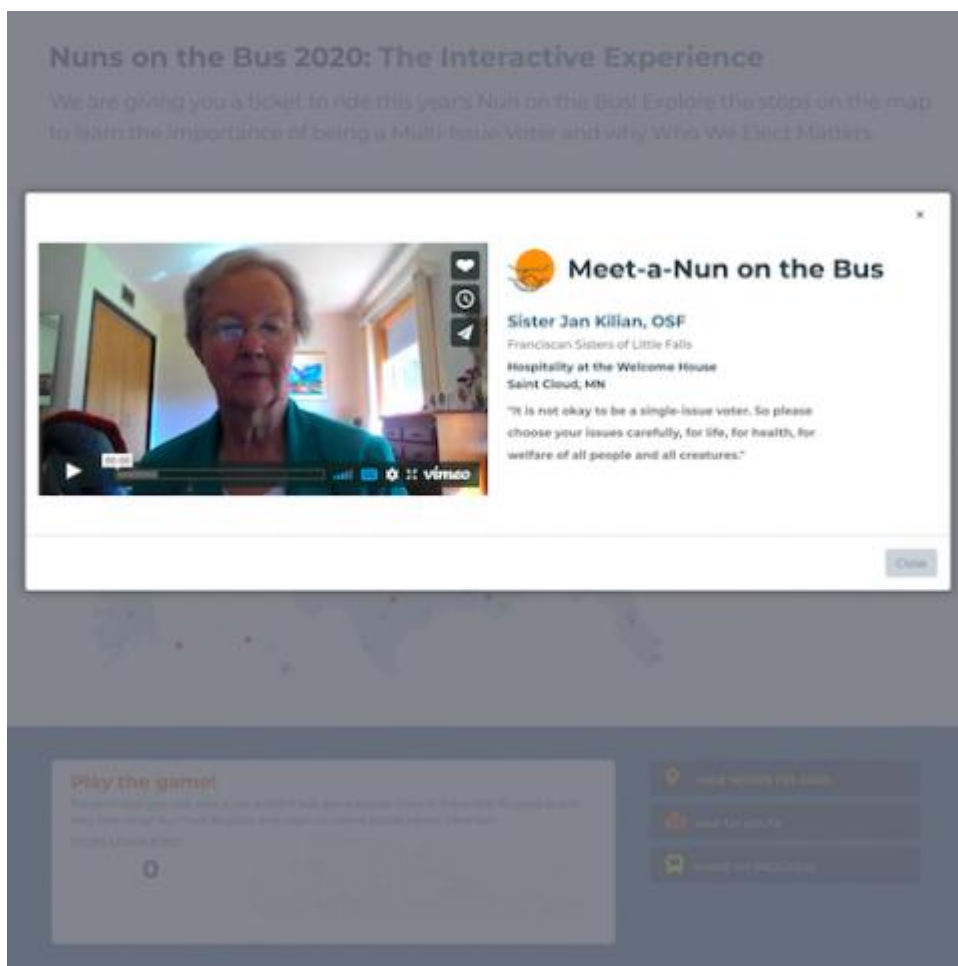 Nuns on the Bus 2020: The Interactive Experience
We are giving you a ticket to ride this year's Nun on the Bus! Explore the stops on the map
to learn the importance of being a Multi-Issue Voter and why Who We Elect Matters.
×
Meet-a-Nun on the Bus
Sister Jan Kilian, OSF
Franciscan Sisters of Little Falls
Hospitality at the Welcome House
Saint Cloud, MN
"It is not okay to be a single-issue voter. So please
choose your issues carefully, for life, for health, for
welfare of all people and all creatures."
00:00
vimeo
Close
Play the game!
0